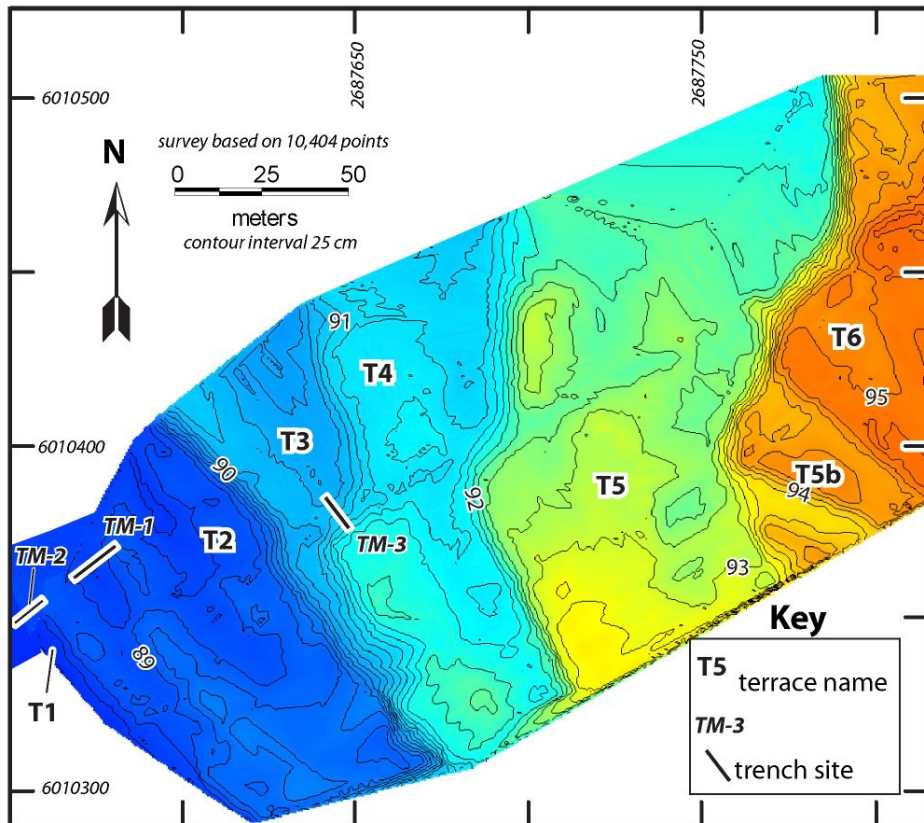 2687650
2687750
6010500
survey based on 10,404 points
N
0 25 50
meters
contour interval 25 cm
91
T4
T6
95
6010400
T3
90
T5
T5b
94
92
TM-1
T2
TM-3
TM-2
93
Key
89
T1
T5 terrace name
TM-3
trench site
6010300